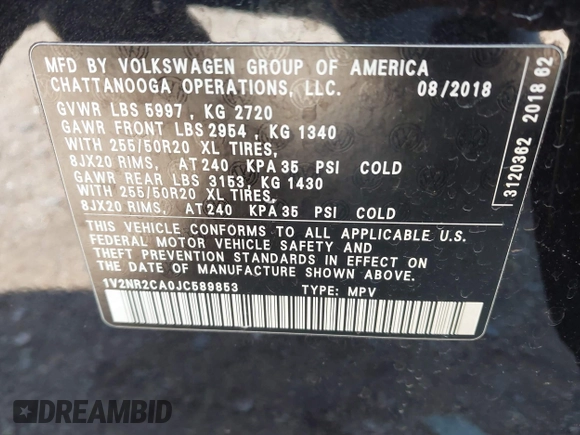 MFD BY VOLKSWAGEN GROUP OF AMERICA
CHATTANOOGA OPERATIONS, LLC. 08/2018
GVWR LBS 5997 , KG 2720
GAWR FRONT LBS 2954 , KG 1340
WITH 255/50R20 XL TIRES,
8JX20 RIMS, AT 240 KPA 35 PSI COLD
GAWR REAR LBS 3153, KG 1430
WITH 255/50R20 XL TIRES,
8JX20 RIMS, AT 240 KPA 35 PSI COLD
THIS VEHICLE CONFORMS TO ALL APPLICABLE U.S.
FEDERAL MOTOR VEHICLE SAFETY AND
THEFT PREVENTION STANDARDS IN EFFECT ON
THE DATE OF MANUFACTURE SHOWN ABOVE.
1V2NR2CA0JC589853 TYPE: MPV
3120362 2018 62
DREAMBID